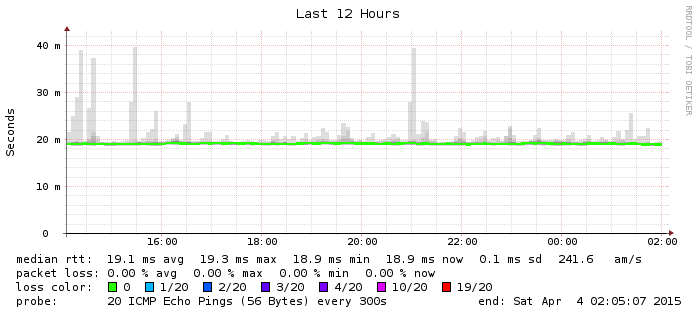 Last 12 Hours
RRDTOOL / TOBI OETIKER
Seconds
40 m
30 m
20 m
10 m
0
16:00 18:00 20:00 22:00 00:00 02:00
median rtt: 19.1 ms avg 19.3 ms max 18.9 ms min 18.9 ms now 0.1 ms sd 241.6 am/s
packet loss: 0.00 % avg 0.00 % max 0.00 % min 0.00 % now
loss color: 0 1/20 2/20 3/20 4/20 10/20 19/20
probe: 20 ICMP Echo Pings (56 Bytes) every 300s end: Sat Apr 4 02:05:07 2015